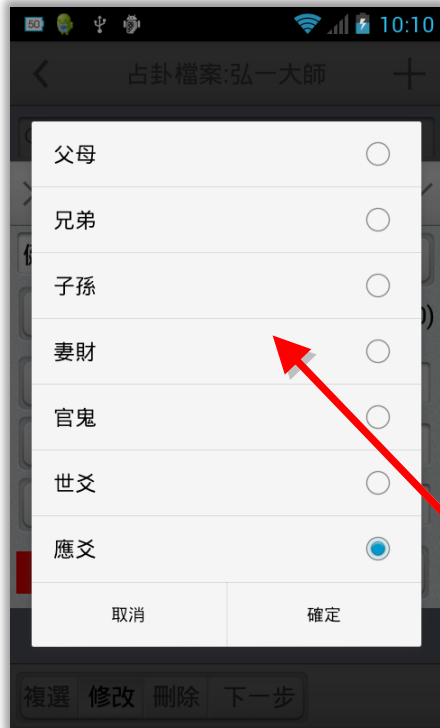 50
10:10
占卦檔案:弘一大師
父母
兄弟
子孫
妻財
官鬼
世爻
應爻
取消
確定
複選 修改 刪除 下一步